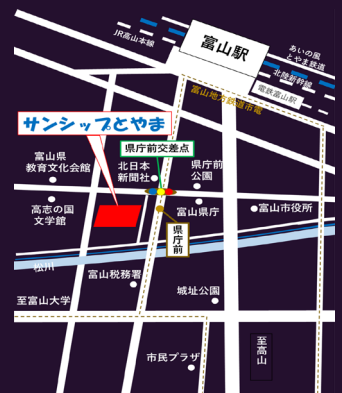 JR高山本線
富山駅
あいの風
とやま鉄道
北陸新幹線
電鉄富山駅
富山地方鉄道市電
サンシップとやま
県庁前交差点
富山県
教育文化会館
北日本
新聞社
県庁前
公園
高志の国
文学館
富山県庁
富山市役所
県庁前
松川
富山税務署
城址公園
至富山大学
市民プラザ
至高山